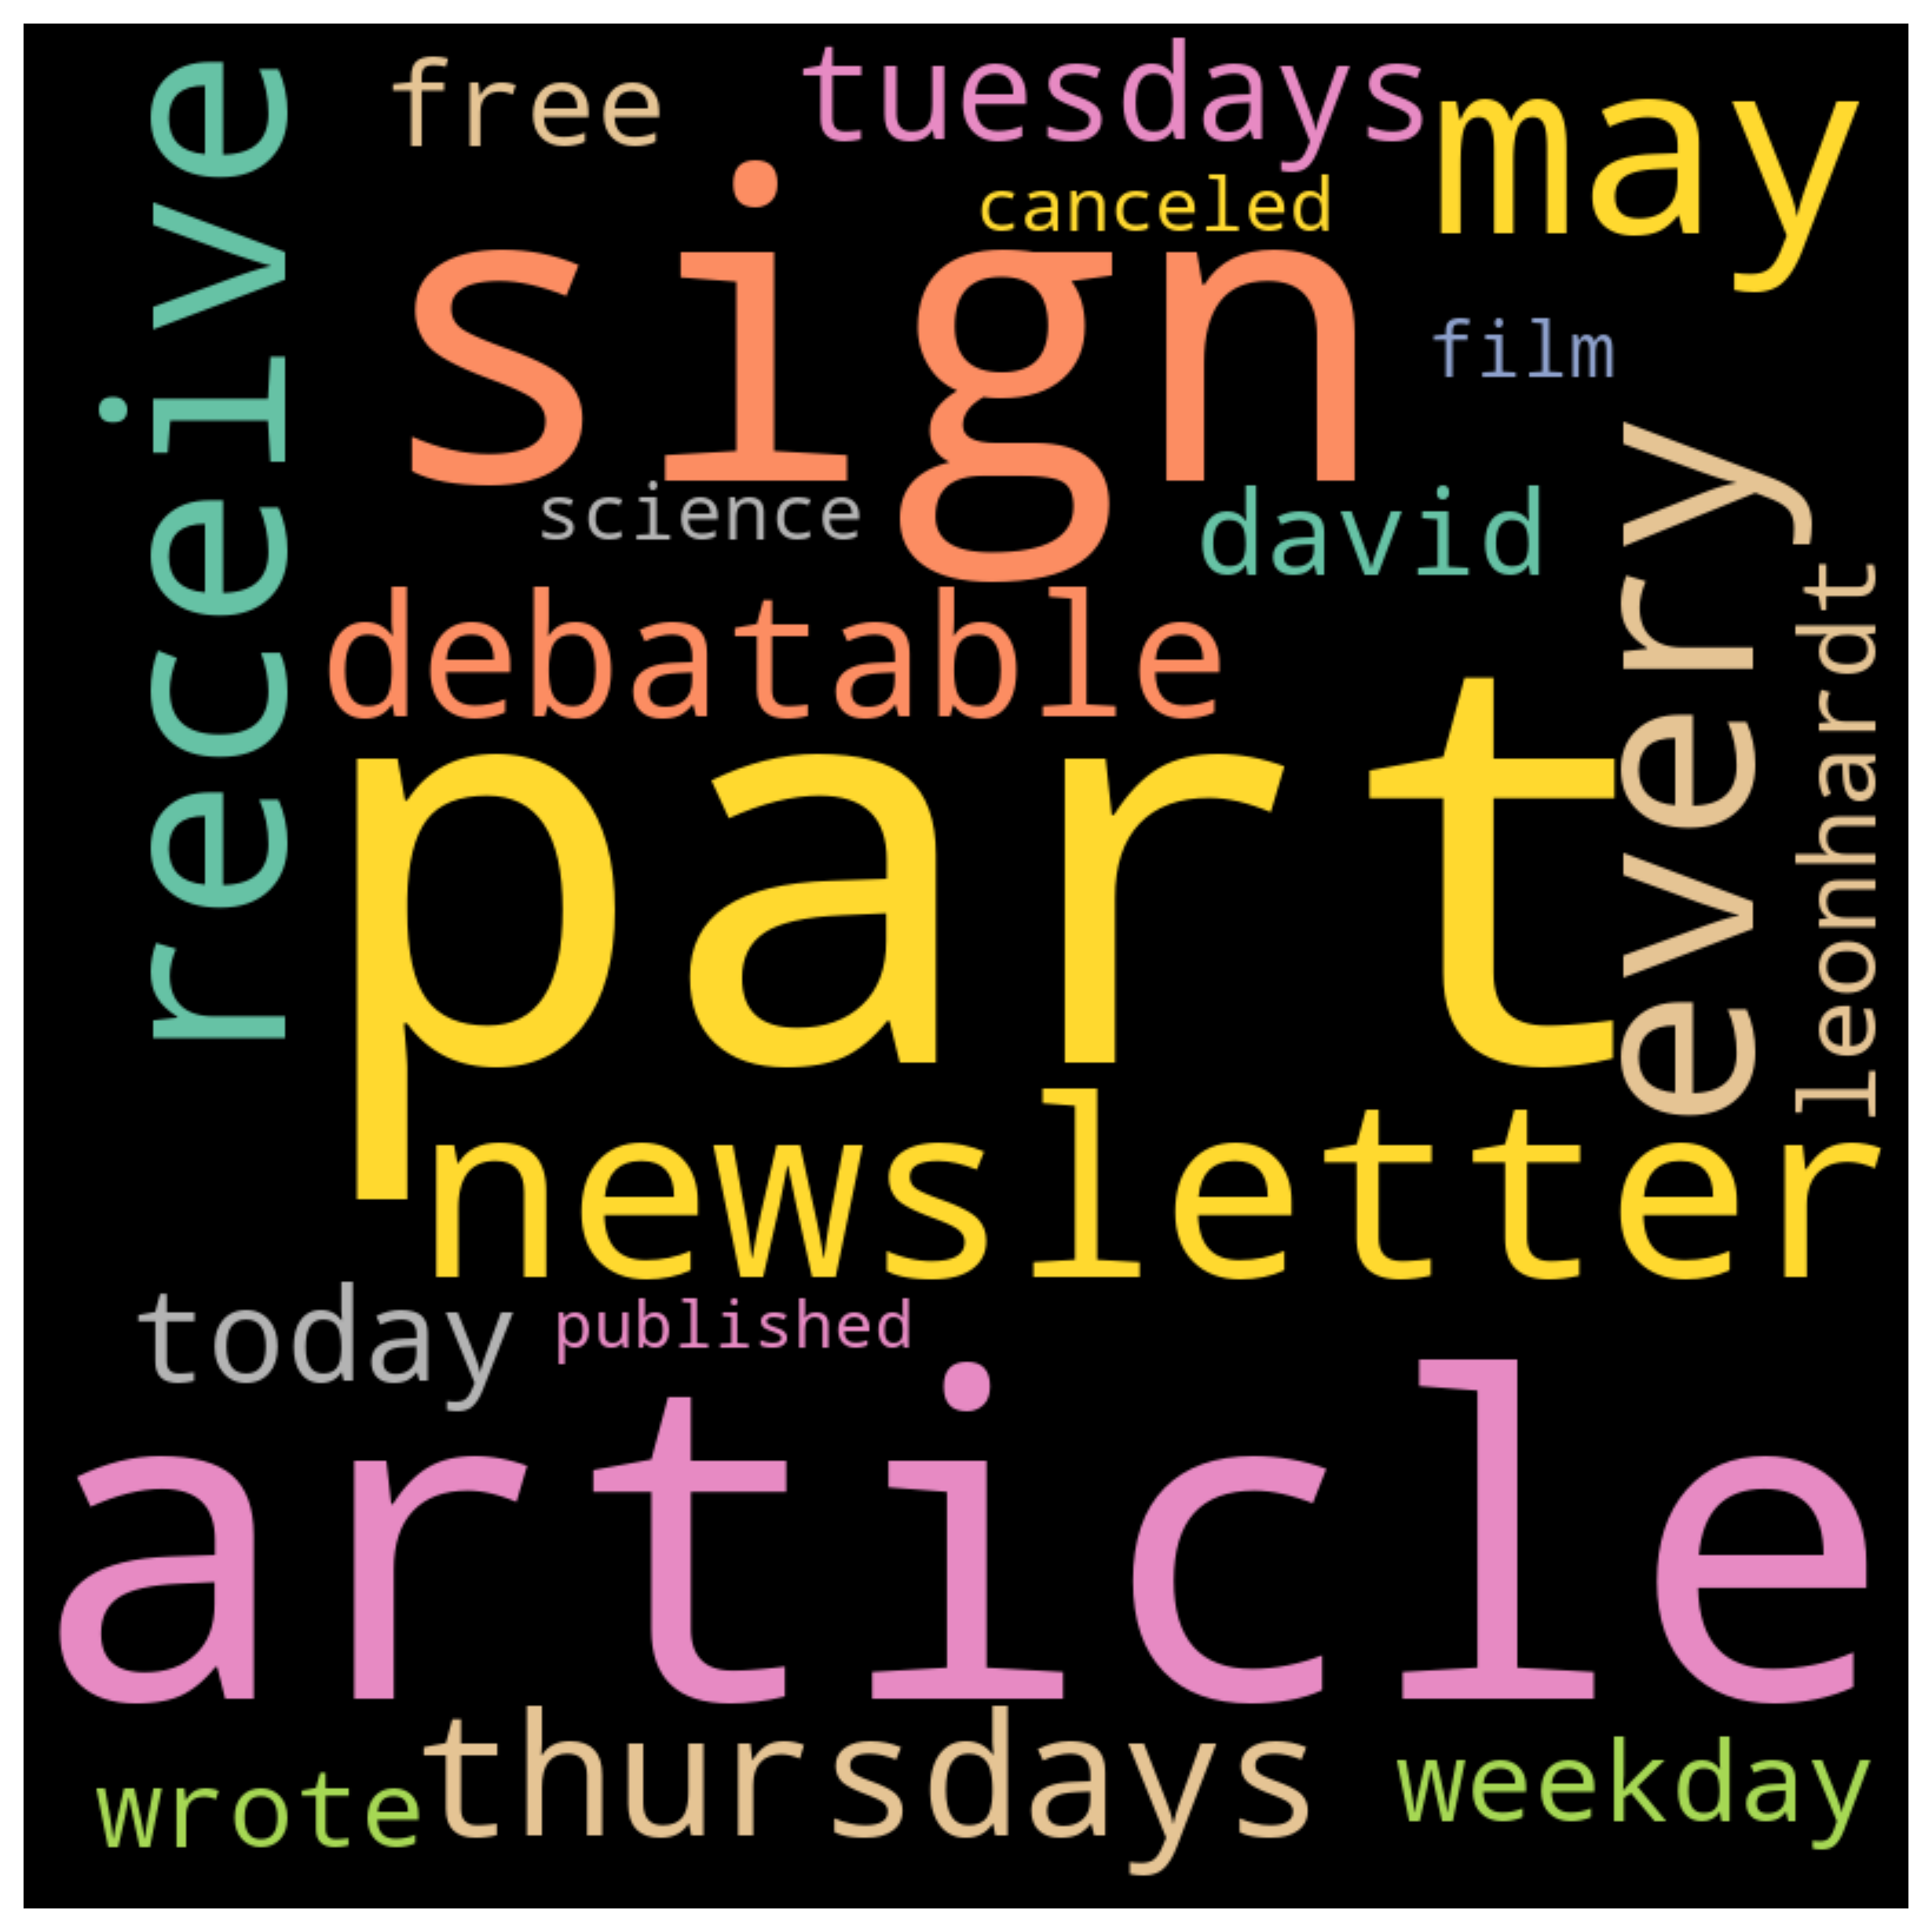 receive
free
tuesdays
may
canceled
sign
film
science
david
every
leonhardt
debatable
part
newsletter
today
published
article
wrote
thursdays
weekday